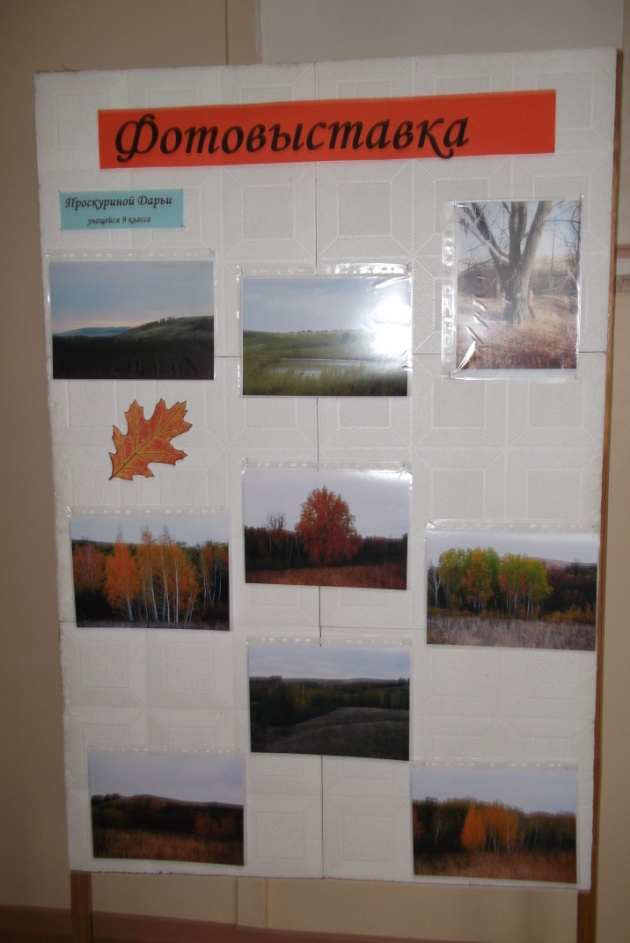 Фотовыставка
Проскуриной Дарьи
учащейся 9 класса